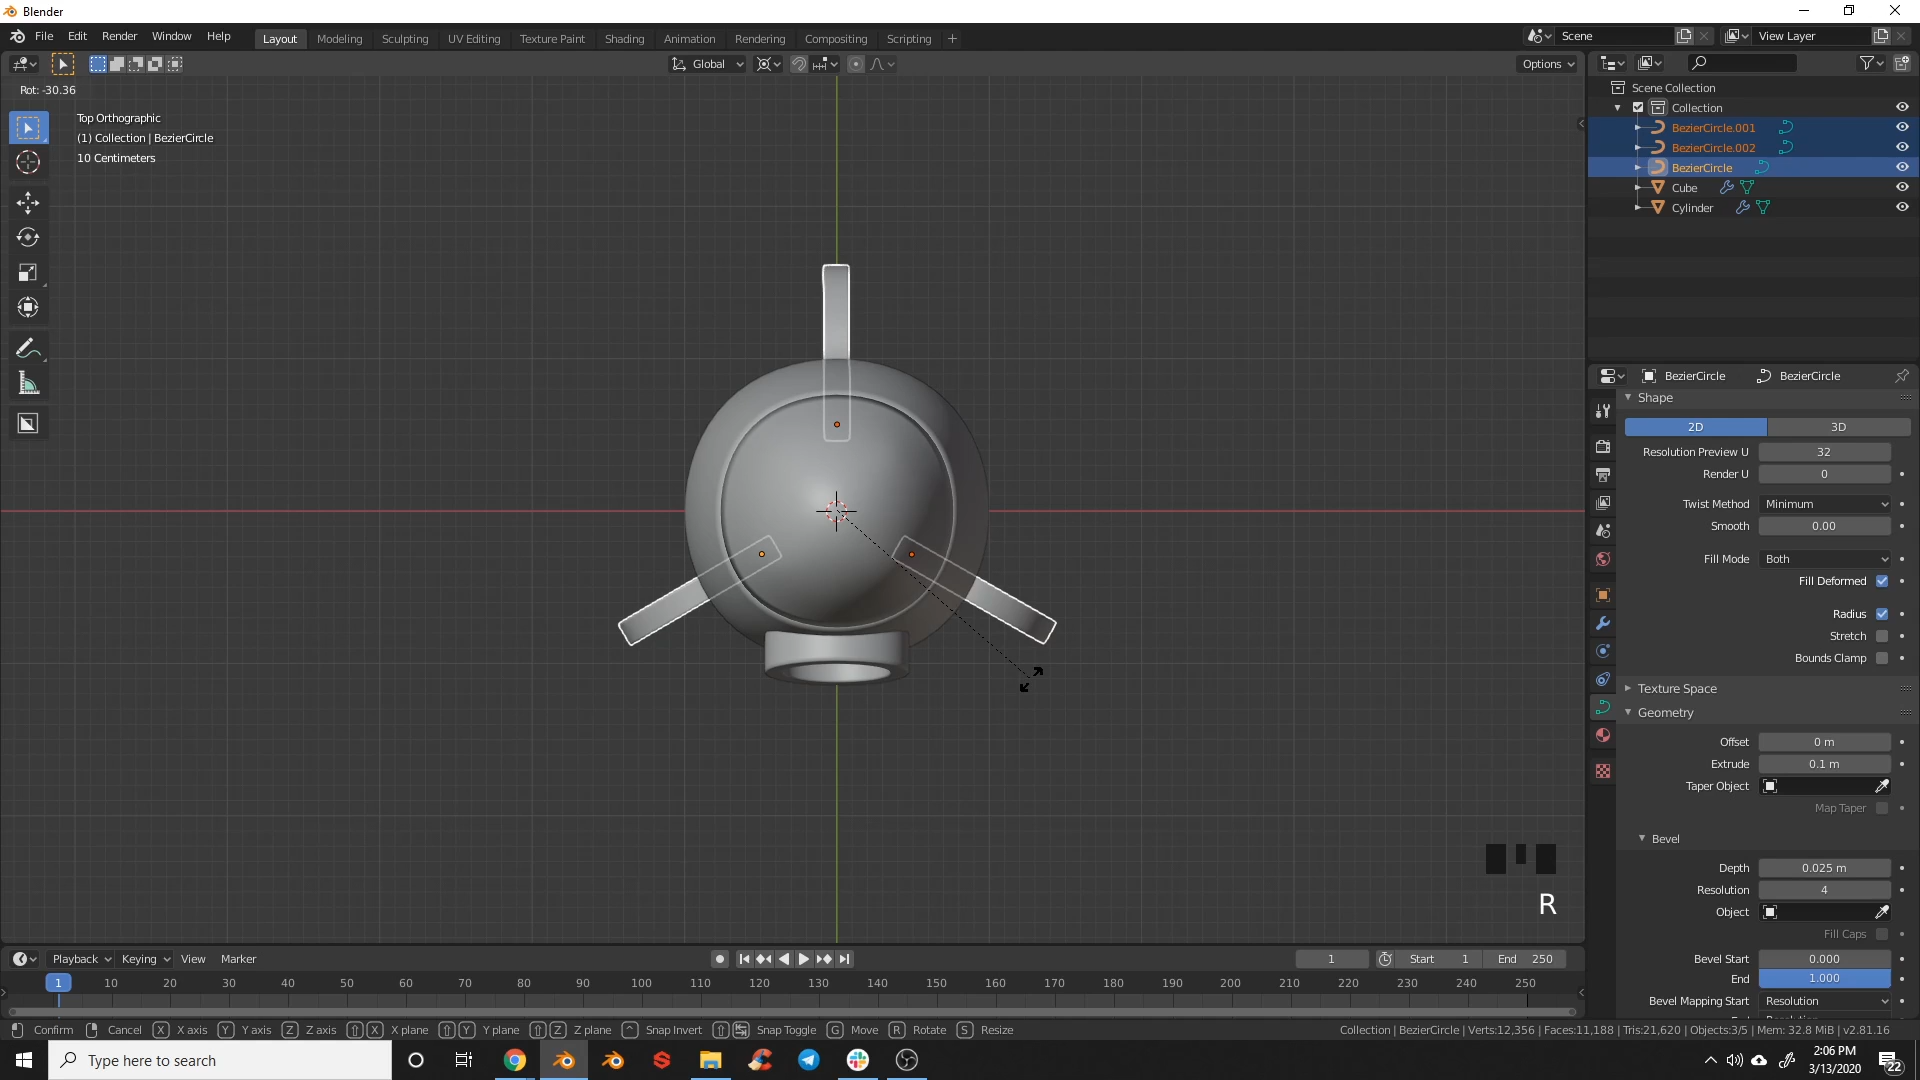 Blender
File Edit Render Window Help
Layout Modeling Sculpting UV Editing Texture Paint Shading Animation Rendering Compositing Scripting +
Scene
View Layer
Global
Options
Rot: -30.36
Top Orthographic
(1) Collection | BezierCircle
10 Centimeters
Scene Collection
Collection
BezierCircle.001
BezierCircle.002
BezierCircle
Cube
Cylinder
BezierCircle BezierCircle
Shape
2D 3D
Resolution Preview U 32
Render U 0
Twist Method Minimum
Smooth 0.00
Fill Mode Both
Fill Deformed
Radius
Stretch
Bounds Clamp
Texture Space
Geometry
Offset 0 m
Extrude 0.1 m
Taper Object
Map Taper
Bevel
Depth 0.025 m
Resolution 4
Object
Fill Caps
Bevel Start 0.000
End 1.000
Bevel Mapping Start Resolution
R
Playback Keying View Marker
1 Start 1 End 250
1 10 20 30 40 50 60 70 80 90 100 110 120 130 140 150 160 170 180 190 200 210 220 230 240 250
Confirm Cancel X X axis Y Y axis Z Z axis X X plane Y Y plane Z Z plane ^ Snap Invert Snap Toggle G Move R Rotate S Resize
Collection | BezierCircle | Verts:12,356 | Faces:11,188 | Tris:21,620 | Objects:3/5 | Mem: 32.8 MiB | v2.81.16
Type here to search
2:06 PM
3/13/2020
22